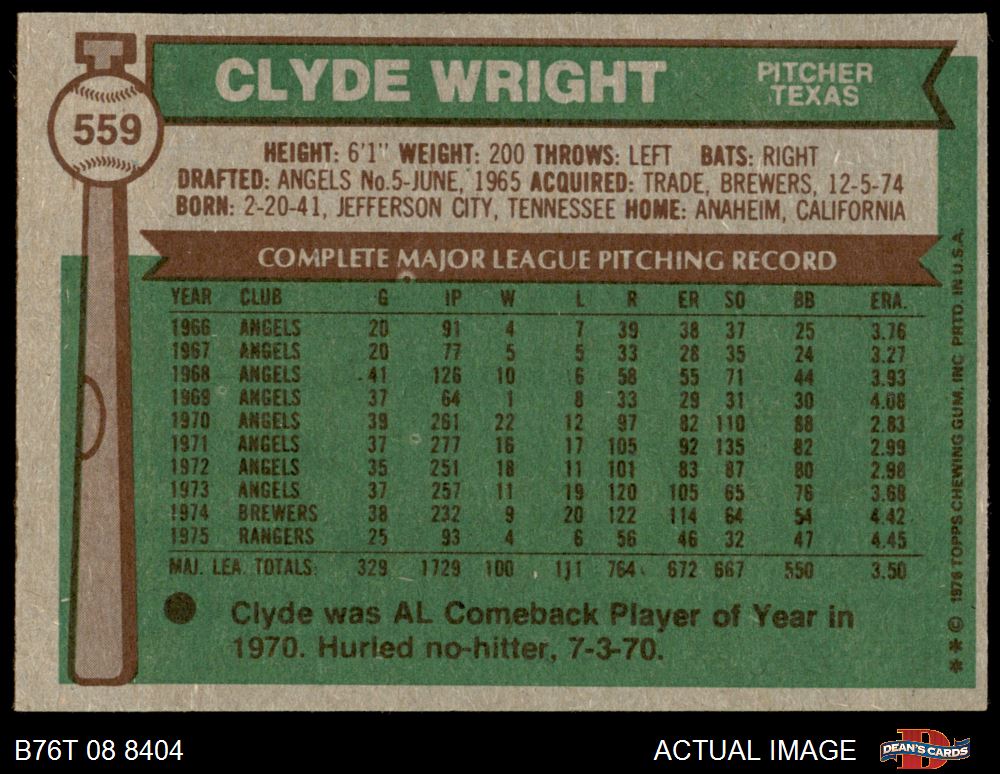 CLYDE WRIGHT
PITCHER
TEXAS
559
HEIGHT: 6'1" WEIGHT: 200 THROWS: LEFT BATS: RIGHT
DRAFTED: ANGELS No.5-JUNE, 1965 ACQUIRED: TRADE, BREWERS, 12-5-74
BORN: 2-20-41, JEFFERSON CITY, TENNESSEE HOME: ANAHEIM, CALIFORNIA
COMPLETE MAJOR LEAGUE PITCHING RECORD
YEAR CLUB G IP W L R ER SO BB ERA.
1966 ANGELS 20 91 4 7 39 38 37 25 3.76
1967 ANGELS 20 77 5 5 33 28 35 24 3.27
1968 ANGELS 41 126 10 6 58 55 71 44 3.93
1969 ANGELS 37 64 1 8 33 29 31 30 4.08
1970 ANGELS 39 261 22 12 97 82 110 88 2.83
1971 ANGELS 37 277 16 17 105 92 135 82 2.99
1972 ANGELS 35 251 18 11 101 83 87 80 2.98
1973 ANGELS 37 257 11 19 120 105 65 76 3.68
1974 BREWERS 38 232 9 20 122 114 64 54 4.42
1975 RANGERS 25 93 4 6 56 46 32 47 4.45
MAJ. LEA. TOTALS: 329 1729 100 111 764 672 667 550 3.50
Clyde was AL Comeback Player of Year in
1970. Hurled no-hitter, 7-3-70.
** © 1976 TOPPS CHEWING GUM, INC PRTD. IN U.S.A.
B76T 08 8404
ACTUAL IMAGE
DEAN'S CARDS